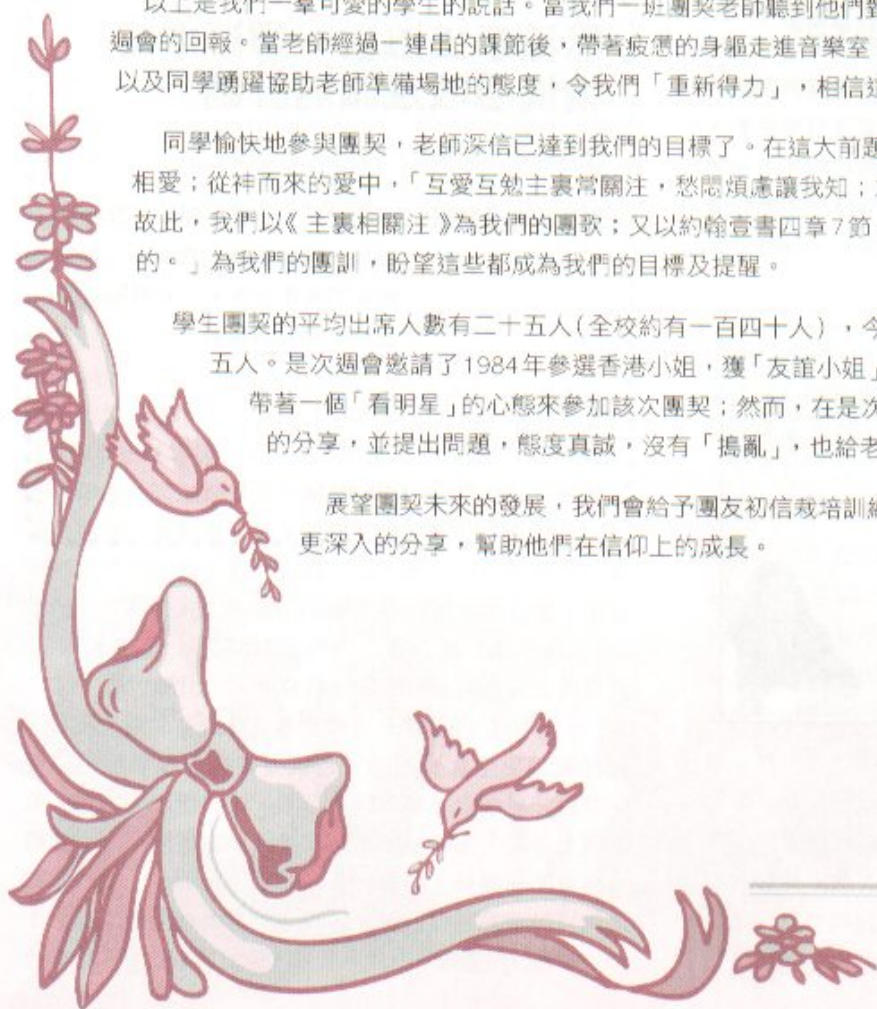 以上是我們一羣可愛的學生的說話。當我們一班團契老師聽到他們對
週會的回報。當老師經過一連串的課節後,帶著疲憊的身軀走進音樂室
以及同學踴躍協助老師準備場地的態度,令我們「重新得力」,相信這
同學愉快地參與團契,老師深信已達到我們的目標了。在這大前題
相愛;從神而來的愛中,「互愛互勉主裏常關注,愁悶煩慮讓我知;
故此,我們以《主裏相關注》為我們的團歌;又以約翰壹書四章7節
的。」為我們的團訓,盼望這些都成為我們的目標及提醒。
學生團契的平均出席人數有二十五人(全校約有一百四十人),今
五人。是次週會邀請了1984年參選香港小姐,獲「友誼小姐」
帶著一個「看明星」的心態來參加該次團契;然而,在是次
的分享,並提出問題,態度真誠,沒有「搗亂」,也給老
展望團契未來的發展,我們會給予團友初信栽培訓練
更深入的分享,幫助他們在信仰上的成長。